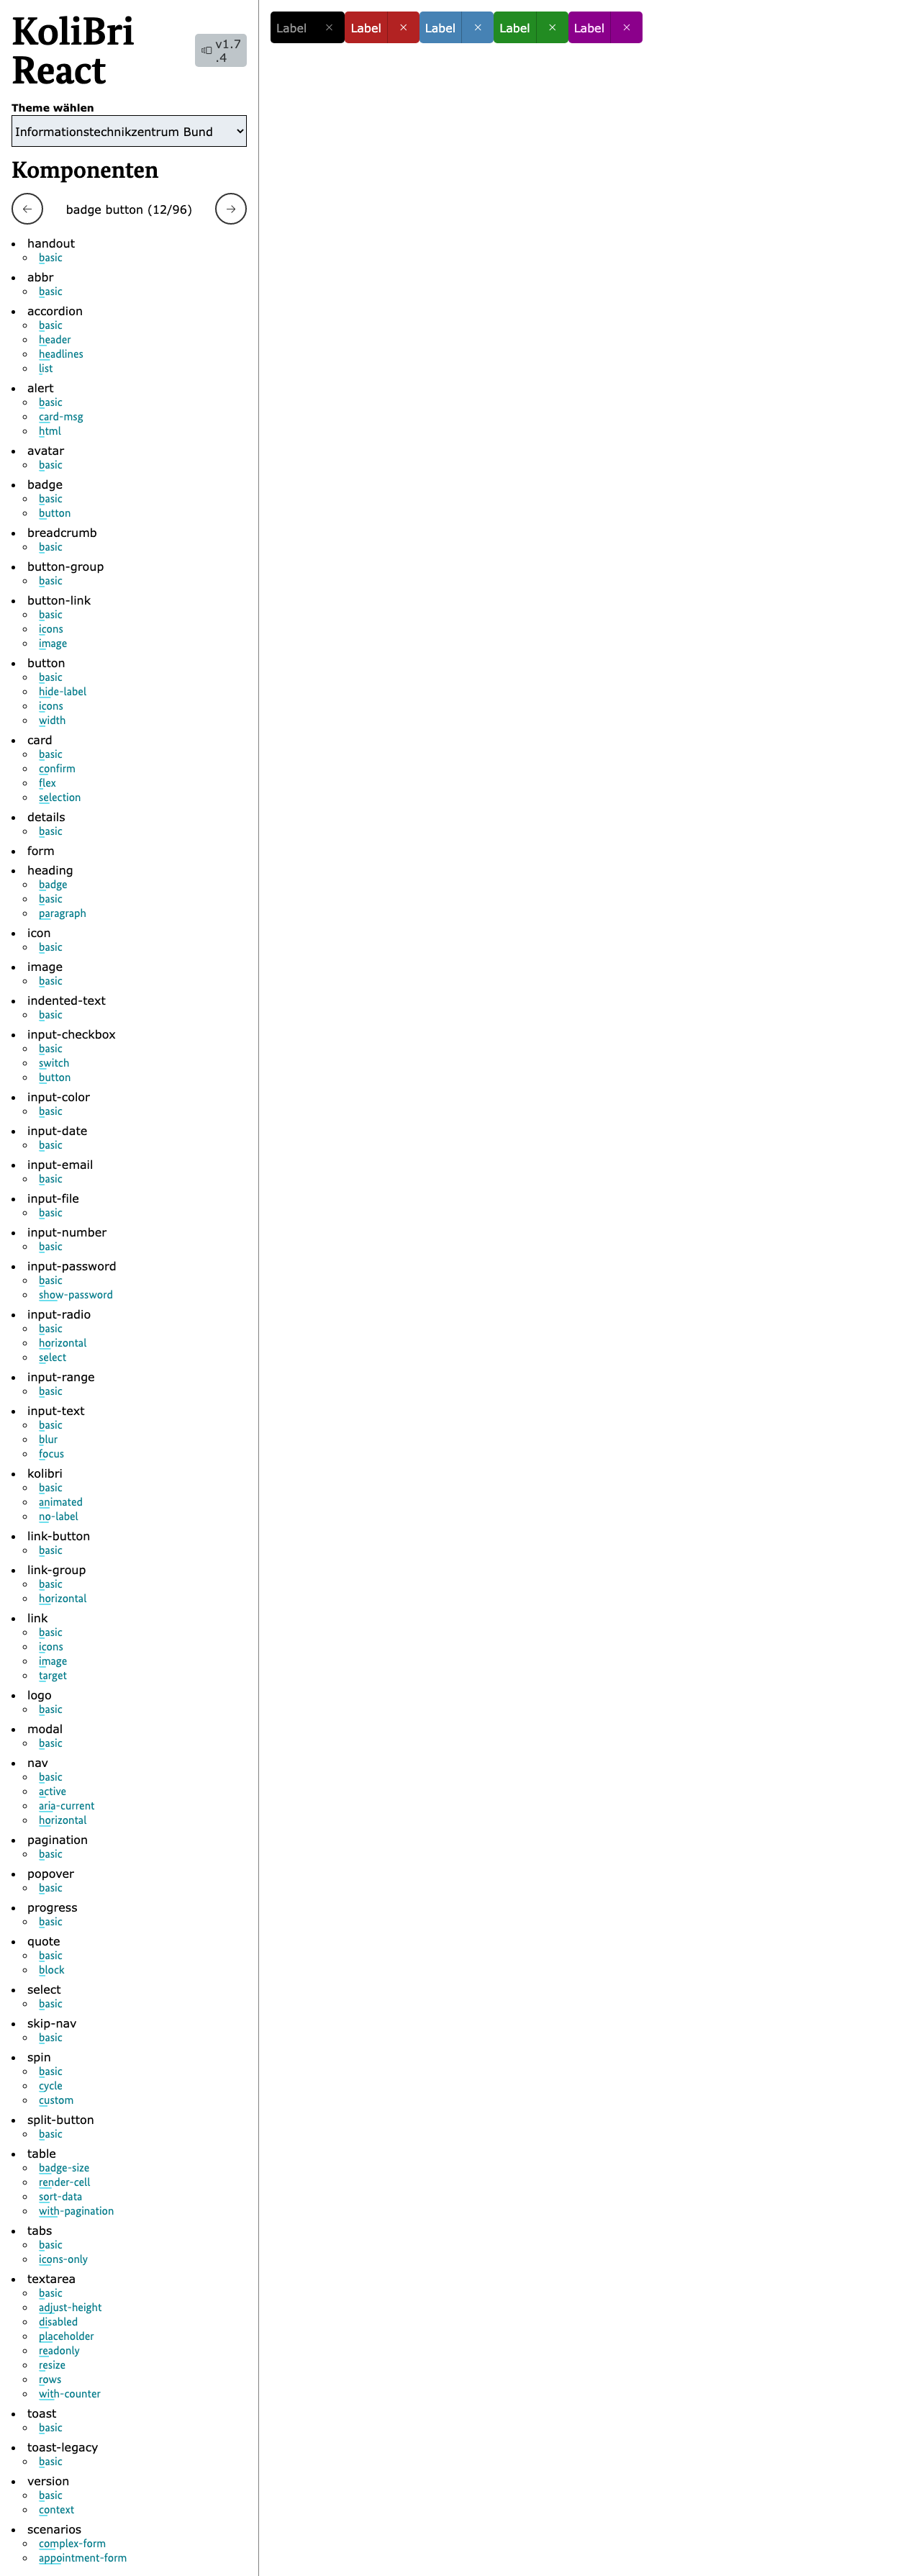 KoliBri
React
v1.7
.4
Theme wählen
Informationstechnikzentrum Bund
Komponenten
badge button (12/96)
handout
basic
abbr
basic
accordion
basic
header
headlines
list
alert
basic
card-msg
html
avatar
basic
badge
basic
button
breadcrumb
basic
button-group
basic
button-link
basic
icons
image
button
basic
hide-label
icons
width
card
basic
confirm
flex
selection
details
basic
form
heading
badge
basic
paragraph
icon
basic
image
basic
indented-text
basic
input-checkbox
basic
switch
button
input-color
basic
input-date
basic
input-email
basic
input-file
basic
input-number
basic
input-password
basic
show-password
input-radio
basic
horizontal
select
input-range
basic
input-text
basic
blur
focus
kolibri
basic
animated
no-label
link-button
basic
link-group
basic
horizontal
link
basic
icons
image
target
logo
basic
modal
basic
nav
basic
active
aria-current
horizontal
pagination
basic
popover
basic
progress
basic
quote
basic
block
select
basic
skip-nav
basic
spin
basic
cycle
custom
split-button
basic
table
badge-size
render-cell
sort-data
with-pagination
tabs
basic
icons-only
textarea
basic
adjust-height
disabled
placeholder
readonly
resize
rows
with-counter
toast
basic
toast-legacy
basic
version
basic
context
scenarios
complex-form
appointment-form
Label Label Label Label Label